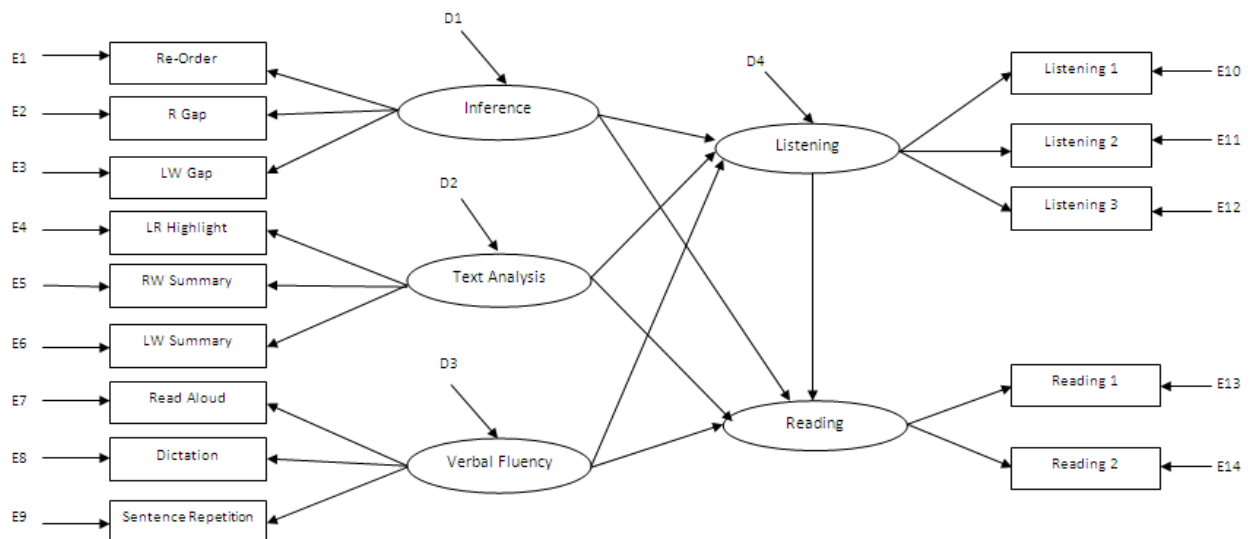 D1
E1
Re-Order
D4
Listening 1
E10
E2
R Gap
Inference
Listening
Listening 2
E11
E3
LW Gap
D2
Listening 3
E12
E4
LR Highlight
E5
RW Summary
Text Analysis
E6
LW Summary
D3
E7
Read Aloud
Reading 1
E13
Reading
E8
Dictation
Verbal Fluency
Reading 2
E14
E9
Sentence Repetition